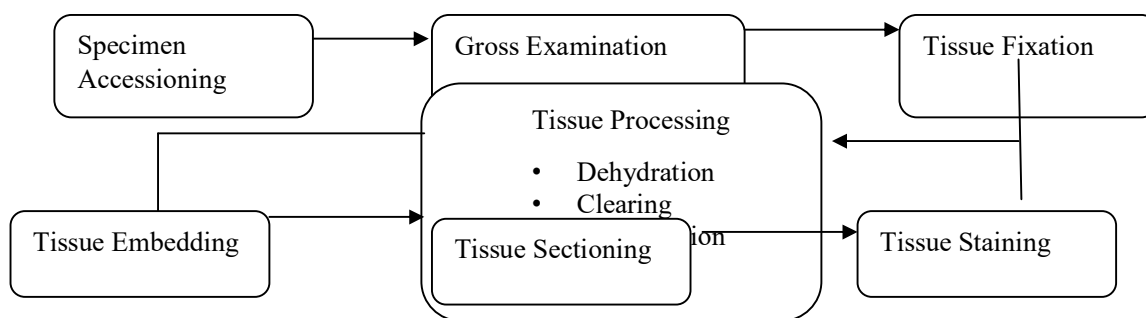 Specimen
Accessioning
Gross Examination
Tissue Fixation
Tissue Processing
• Dehydration
• Clearing
Tissue Embedding
Tissue Sectioning
Tissue Staining